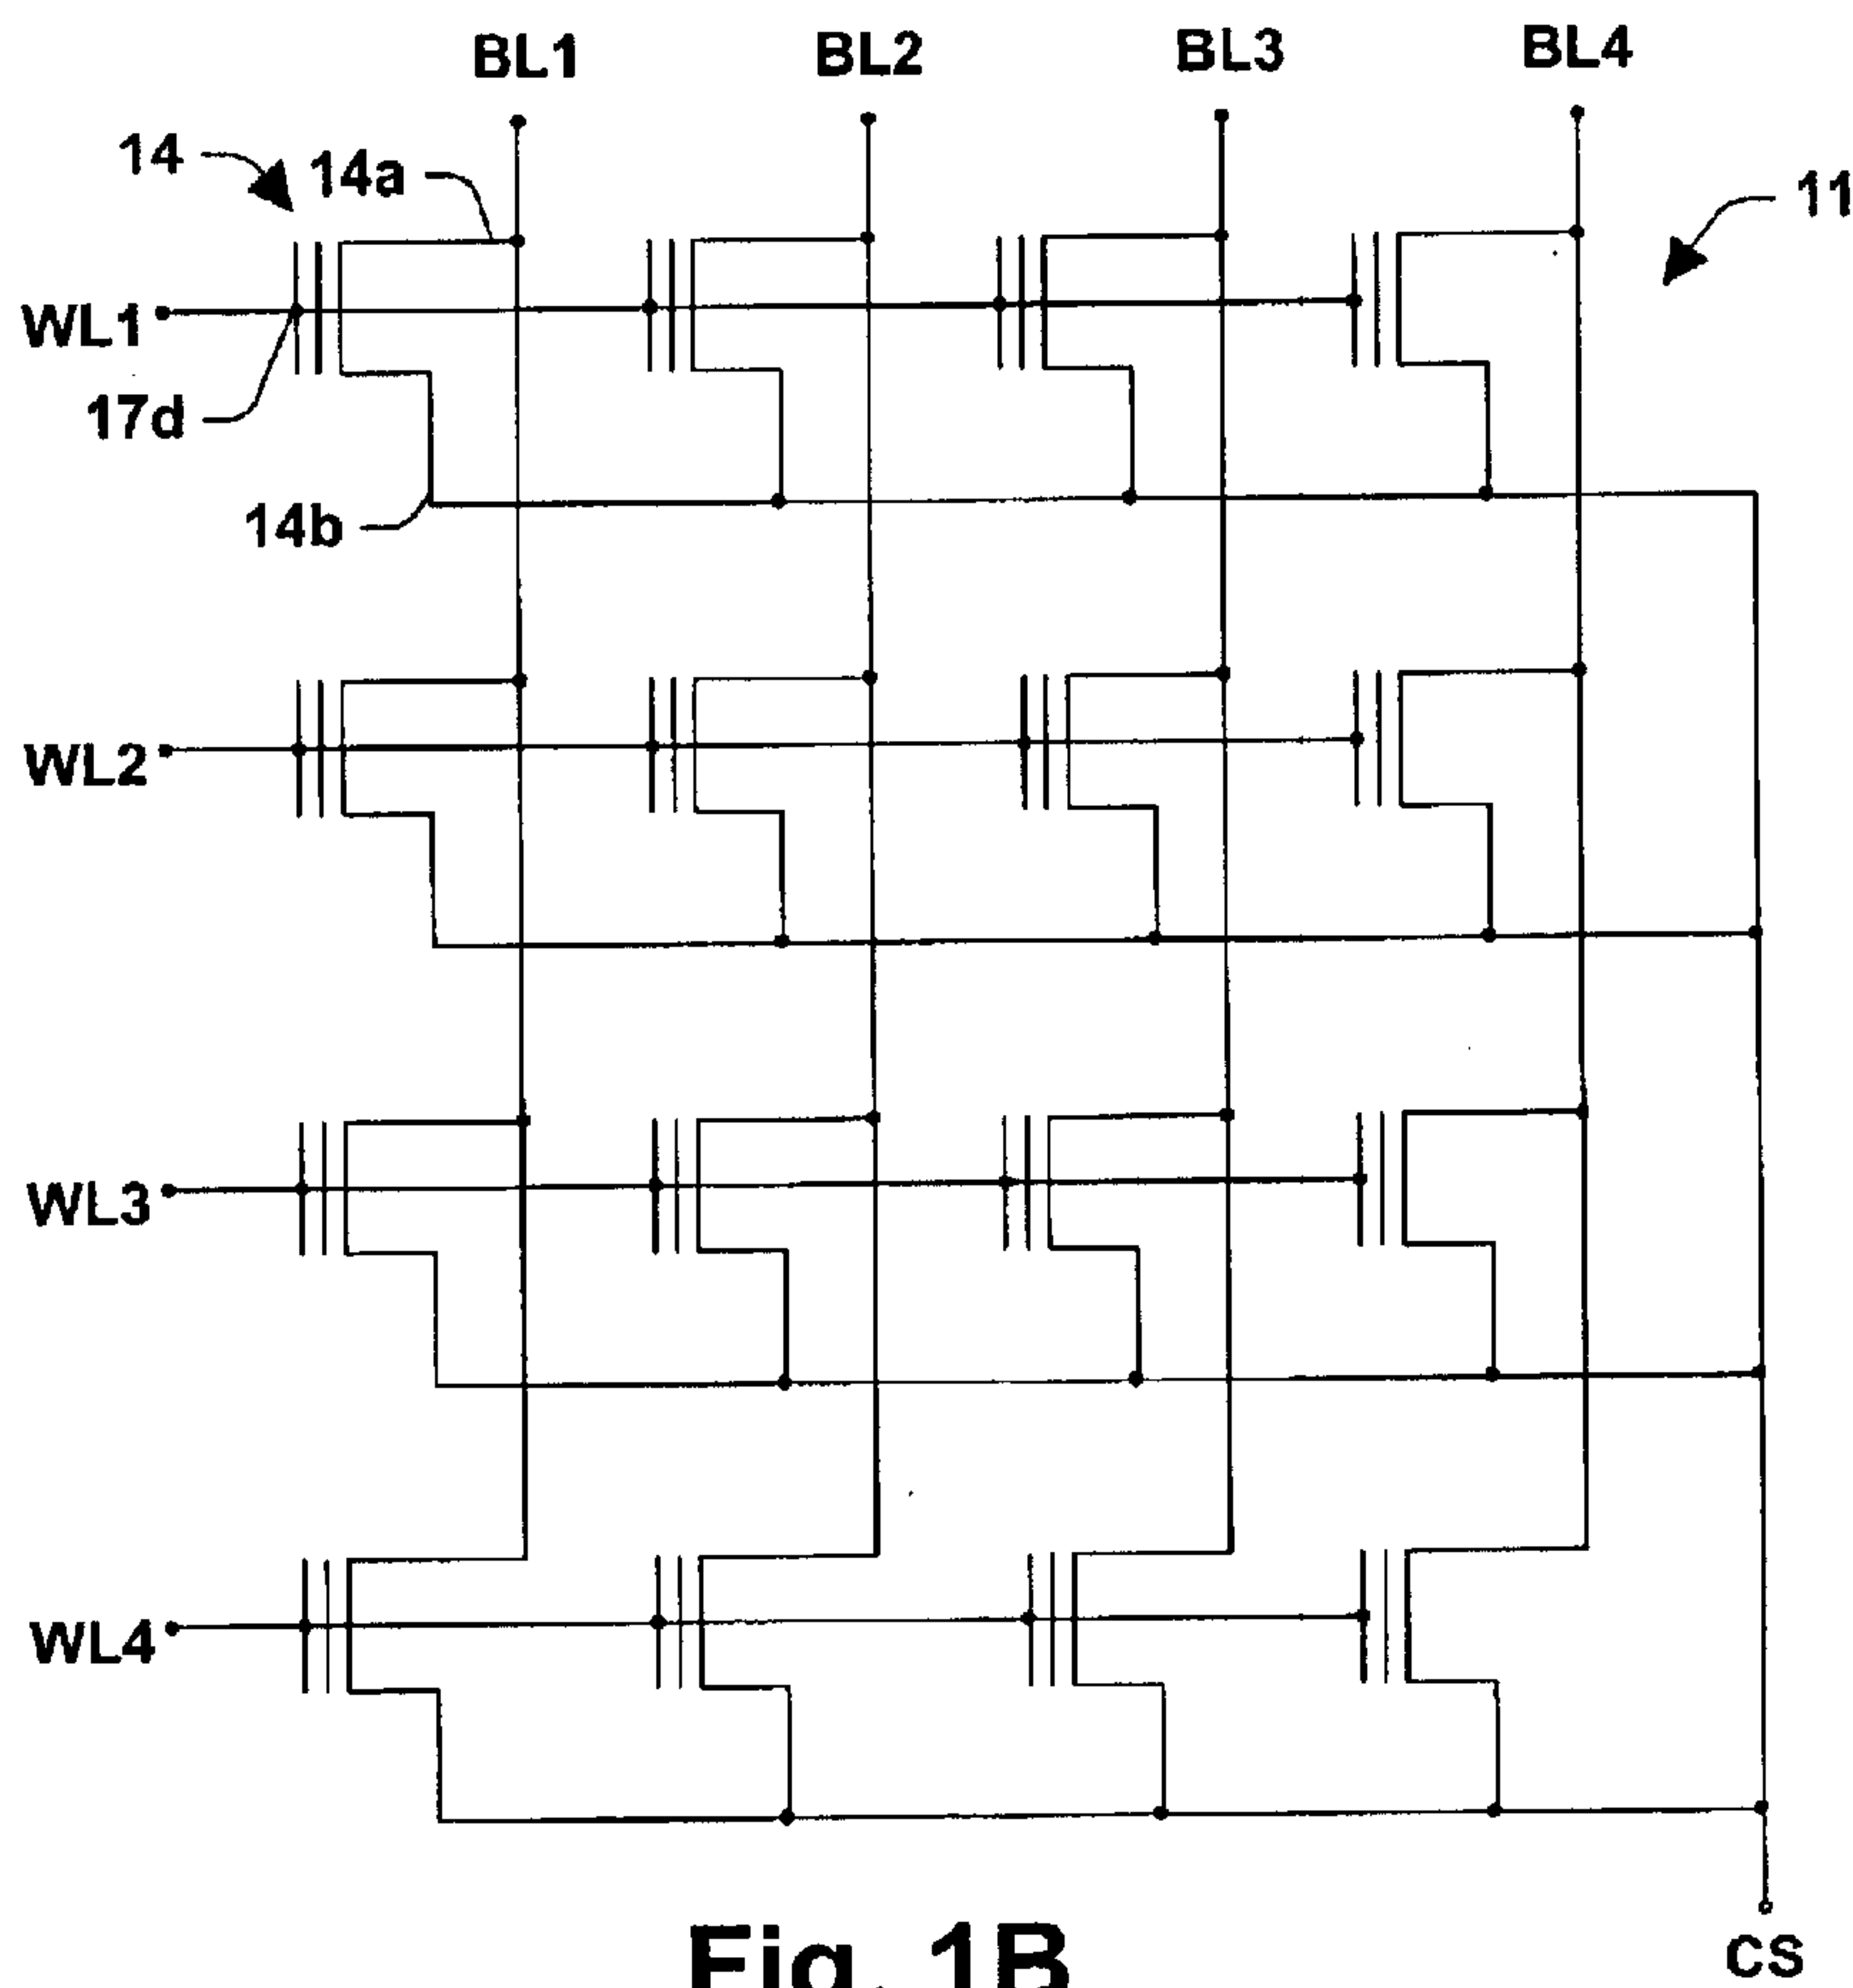 BL1 BL2 BL3 BL4
14 14a 11
WL1
17d
14b
WL2
WL3
WL4
CS
Fig. 1B